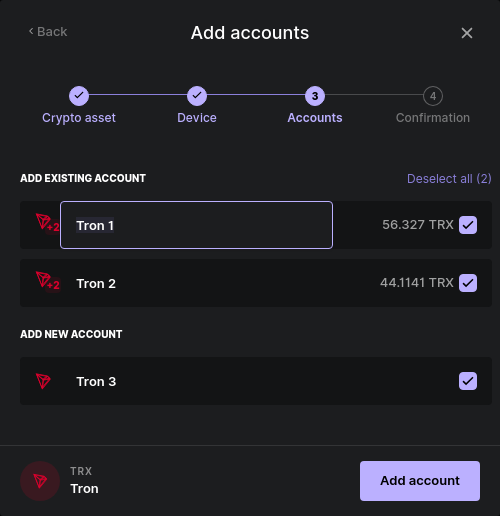 Back
Add accounts
3
4
Crypto asset
Device
Accounts
Confirmation
ADD EXISTING ACCOUNT
Deselect all (2)
+2
Tron 1
56.327 TRX
+2
Tron 2
44.1141 TRX
ADD NEW ACCOUNT
Tron 3
TRX
Tron
Add account